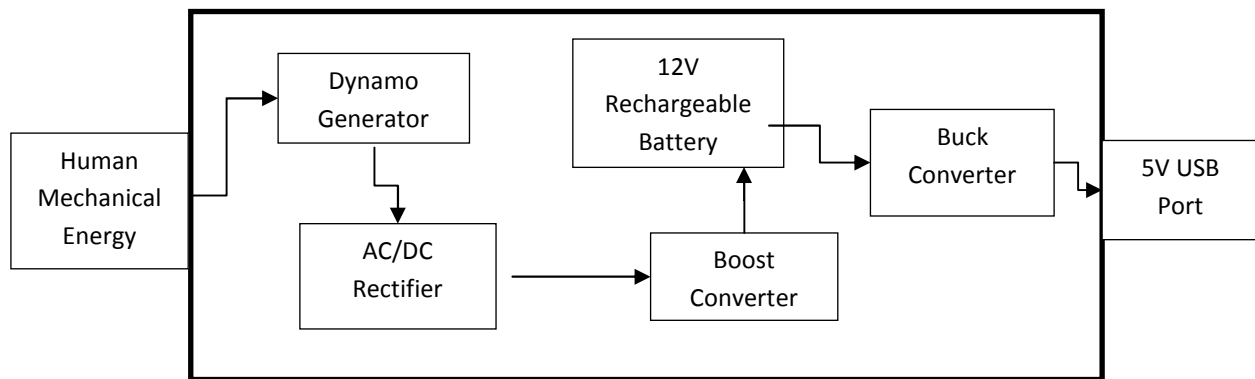 Human
Mechanical
Energy
Dynamo
Generator
AC/DC
Rectifier
Boost
Converter
12V
Rechargeable
Battery
Buck
Converter
5V USB
Port